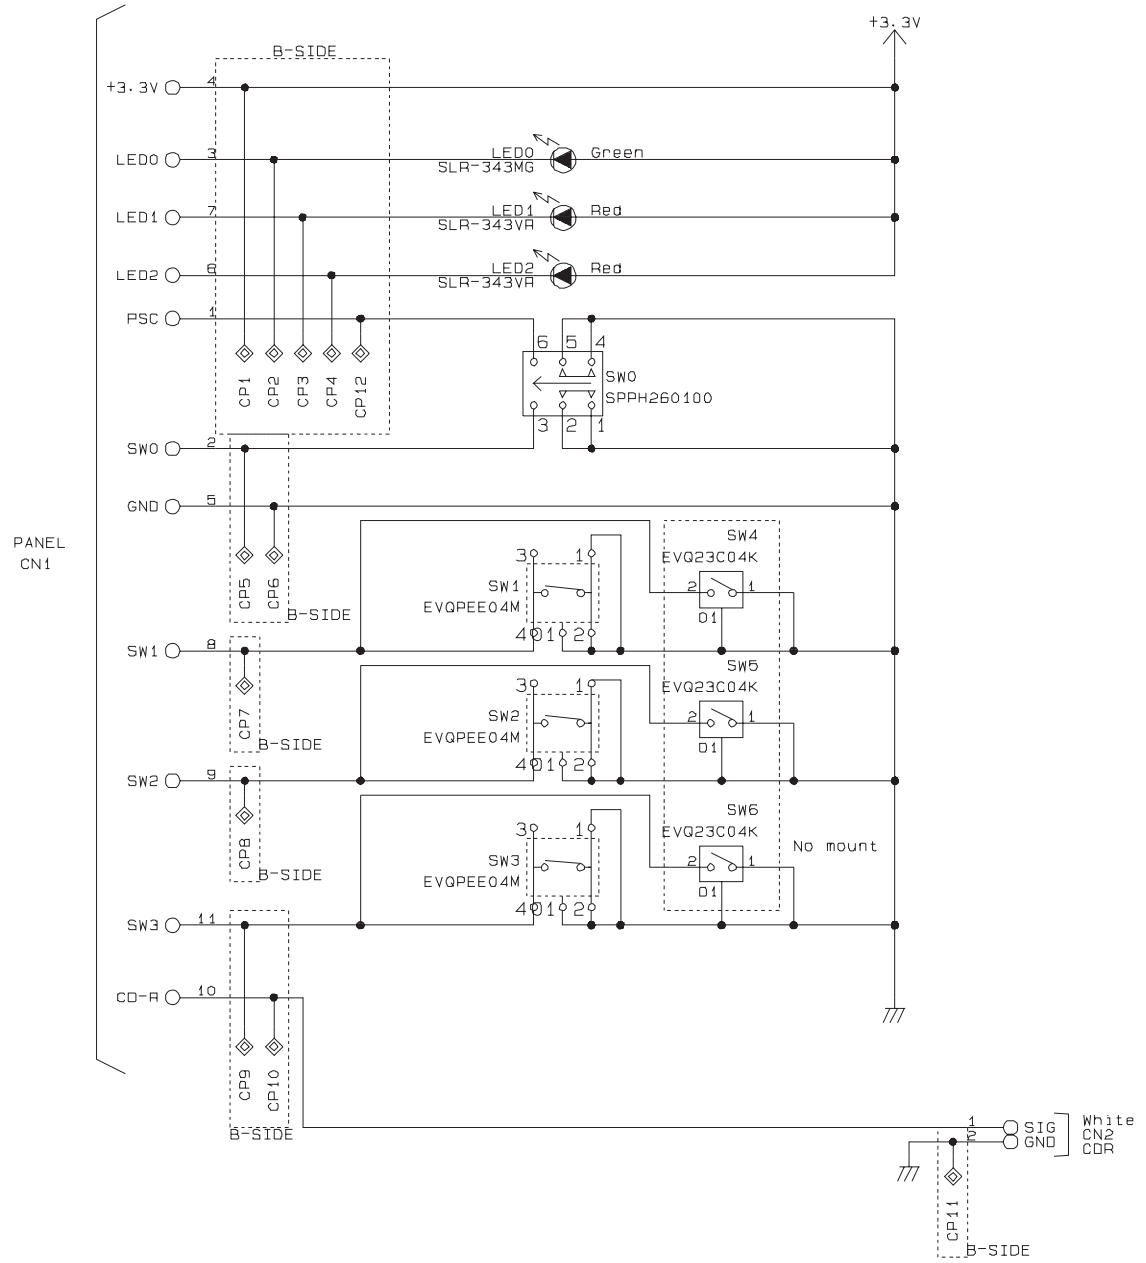 +3.3V
B-SIDE
+3.3V 4
LED0 3 LED0 Green
SLR-343MG
LED1 7 LED1 Red
SLR-343VR
LED2 6 LED2 Red
SLR-343VR
PSC 1
6 5 4
CP1 CP2 CP3 CP4 CP12
SW0
SPPH260100
3 2 1
SW0 2
GND 5
PANEL
CN1
SW4
EVQ23C04K
3 1
SW1
EVQPEE04M
2 1
D1
CP5 CP6
B-SIDE
4 D1 2
SW1 8
SW5
EVQ23C04K
3 1
SW2
EVQPEE04M
2 1
D1
CP7
B-SIDE
4 D1 2
SW2 9
SW6
EVQ23C04K
3 1
No mount
SW3
EVQPEE04M
2 1
D1
CP8
B-SIDE
4 D1 2
SW3 11
CD-R 10
CP9 CP10
B-SIDE
1 SIG
2 GND
White
CN2
CDR
CP11
B-SIDE